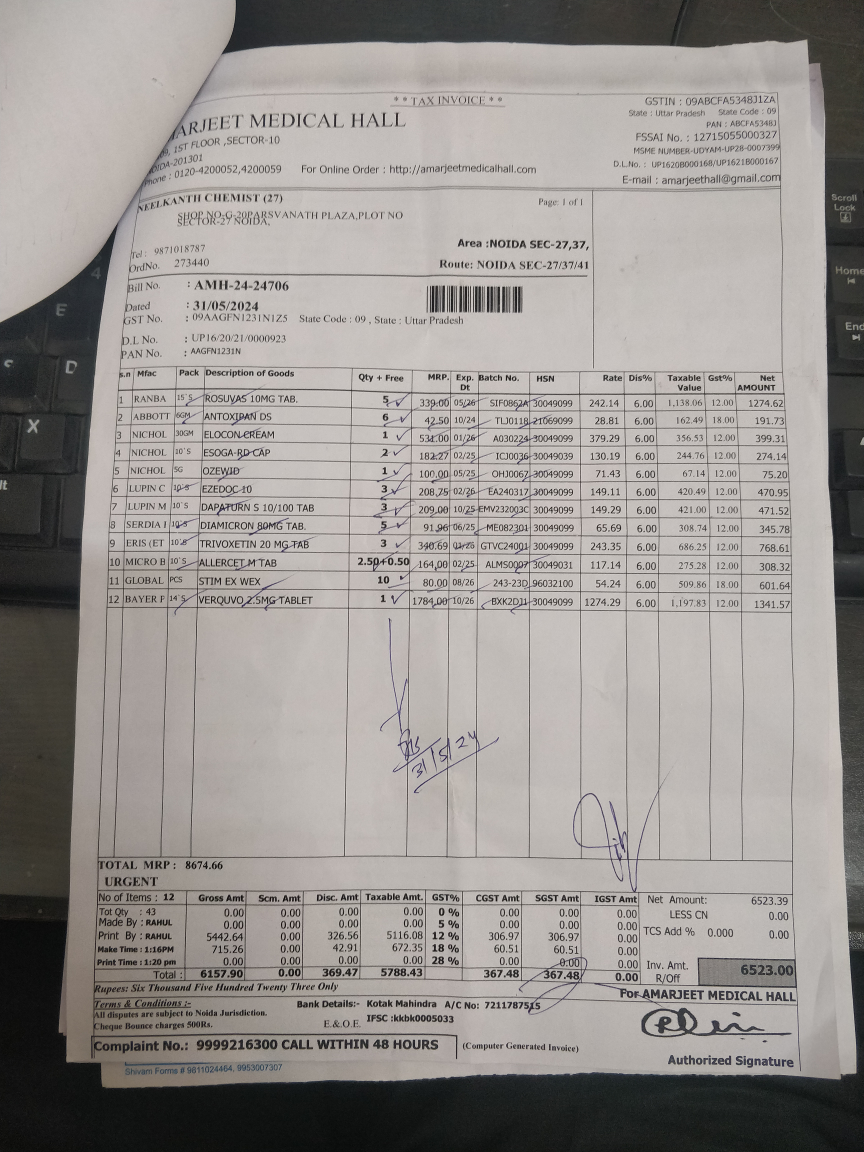 * * TAX INVOICE * *
GSTIN : 09ABCFA5348J1ZA
State : Uttar Pradesh State Code : 09
PAN : ABCFA5348J
FSSAI No. : 12715055000327
MSME NUMBER-UDYAM-UP28-0007399
D.L.No. : UP1620B000168/UP1621B000167
E-mail : amarjeethall@gmail.com
ARJEET MEDICAL HALL
1ST FLOOR ,SECTOR-10
IDA-201301
hone : 0120-4200052,4200059 For Online Order : http://amarjeetmedicalhall.com
NEELKANTH CHEMIST (27) Page: 1 of 1
SHOP NO-G-20PARSVANATH PLAZA,PLOT NO
SECTOR-27 NOIDA,
Tel : 9871018787 Area :NOIDA SEC-27,37,
OrdNo. 273440 Route: NOIDA SEC-27/37/41
Bill No. : AMH-24-24706
Dated : 31/05/2024
GST No. : 09AAGFN1231N1Z5 State Code : 09 , State : Uttar Pradesh
D.L No. : UP16/20/21/0000923
PAN No. : AAGFN1231N
s.n Mfac Pack Description of Goods Qty + Free MRP. Exp. Dt Batch No. HSN Rate Dis% Taxable Value Gst% Net AMOUNT
1 RANBA 15`S ROSUVAS 10MG TAB. 5 339.00 05/26 SIF0862A 30049099 242.14 6.00 1,138.06 12.00 1274.62
2 ABBOTT 6GM ANTOXIPAN DS 6 42.50 10/24 TLJ0118 21069099 28.81 6.00 162.49 18.00 191.73
3 NICHOL 30GM ELOCON CREAM 1 531.00 01/26 A030224 30049099 379.29 6.00 356.53 12.00 399.31
4 NICHOL 10`S ESOGA-RD CAP 2 182.27 02/25 ICJ0036 30049039 130.19 6.00 244.76 12.00 274.14
5 NICHOL 5G OZEWID 1 100.00 05/25 OHJ0062 30049099 71.43 6.00 67.14 12.00 75.20
6 LUPIN C 10`S EZEDOC 10 3 208.75 02/26 EA240317 30049099 149.11 6.00 420.49 12.00 470.95
7 LUPIN M 10`S DAPATURN S 10/100 TAB 3 209.00 10/25 EMV232003C 30049099 149.29 6.00 421.00 12.00 471.52
8 SERDIA I 10`S DIAMICRON 80MG TAB. 5 91.96 06/25 ME082301 30049099 65.69 6.00 308.74 12.00 345.78
9 ERIS (ET 10`S TRIVOXETIN 20 MG TAB 3 340.69 03/26 GTVC24001 30049099 243.35 6.00 686.25 12.00 768.61
10 MICRO B 10`S ALLERCET M TAB 2.50+0.50 164.00 02/25 ALMS0007 30049031 117.14 6.00 275.28 12.00 308.32
11 GLOBAL PCS STIM EX WEX 10 80.00 08/26 243-23D 96032100 54.24 6.00 509.86 18.00 601.64
12 BAYER P 14`S VERQUVO 2.5MG TABLET 1 1784.00 10/26 BXK2D11 30049099 1274.29 6.00 1,197.83 12.00 1341.57
31/5/24
TOTAL MRP : 8674.66
URGENT
No of Items : 12 Gross Amt Scm. Amt Disc. Amt Taxable Amt. GST% CGST Amt SGST Amt IGST Amt Net Amount: 6523.39
Tot Qty : 43 0.00 0.00 0.00 0.00 0 % 0.00 0.00 0.00 LESS CN 0.00
Made By : RAHUL 0.00 0.00 0.00 0.00 5 % 0.00 0.00 0.00
Print By : RAHUL 5442.64 0.00 326.56 5116.08 12 % 306.97 306.97 0.00 TCS Add % 0.000 0.00
Make Time : 1:16PM 715.26 0.00 42.91 672.35 18 % 60.51 60.51 0.00
Print Time : 1:20 pm 0.00 0.00 0.00 0.00 28 % 0.00 0.00 0.00 Inv. Amt. 6523.00
Total : 6157.90 0.00 369.47 5788.43 367.48 367.48 0.00 R/Off
Rupees: Six Thousand Five Hundred Twenty Three Only
For AMARJEET MEDICAL HALL
Terms & Conditions :- Bank Details:- Kotak Mahindra A/C No: 7211787515
All disputes are subject to Noida Jurisdiction.
Cheque Bounce charges 500Rs. E.& O.E. IFSC :kkbk0005033
Complaint No.: 9999216300 CALL WITHIN 48 HOURS (Computer Generated Invoice)
Authorized Signature
Shivam Forms # 9811024464, 9953007307
Scroll Lock
Home
End
E
D
X
4